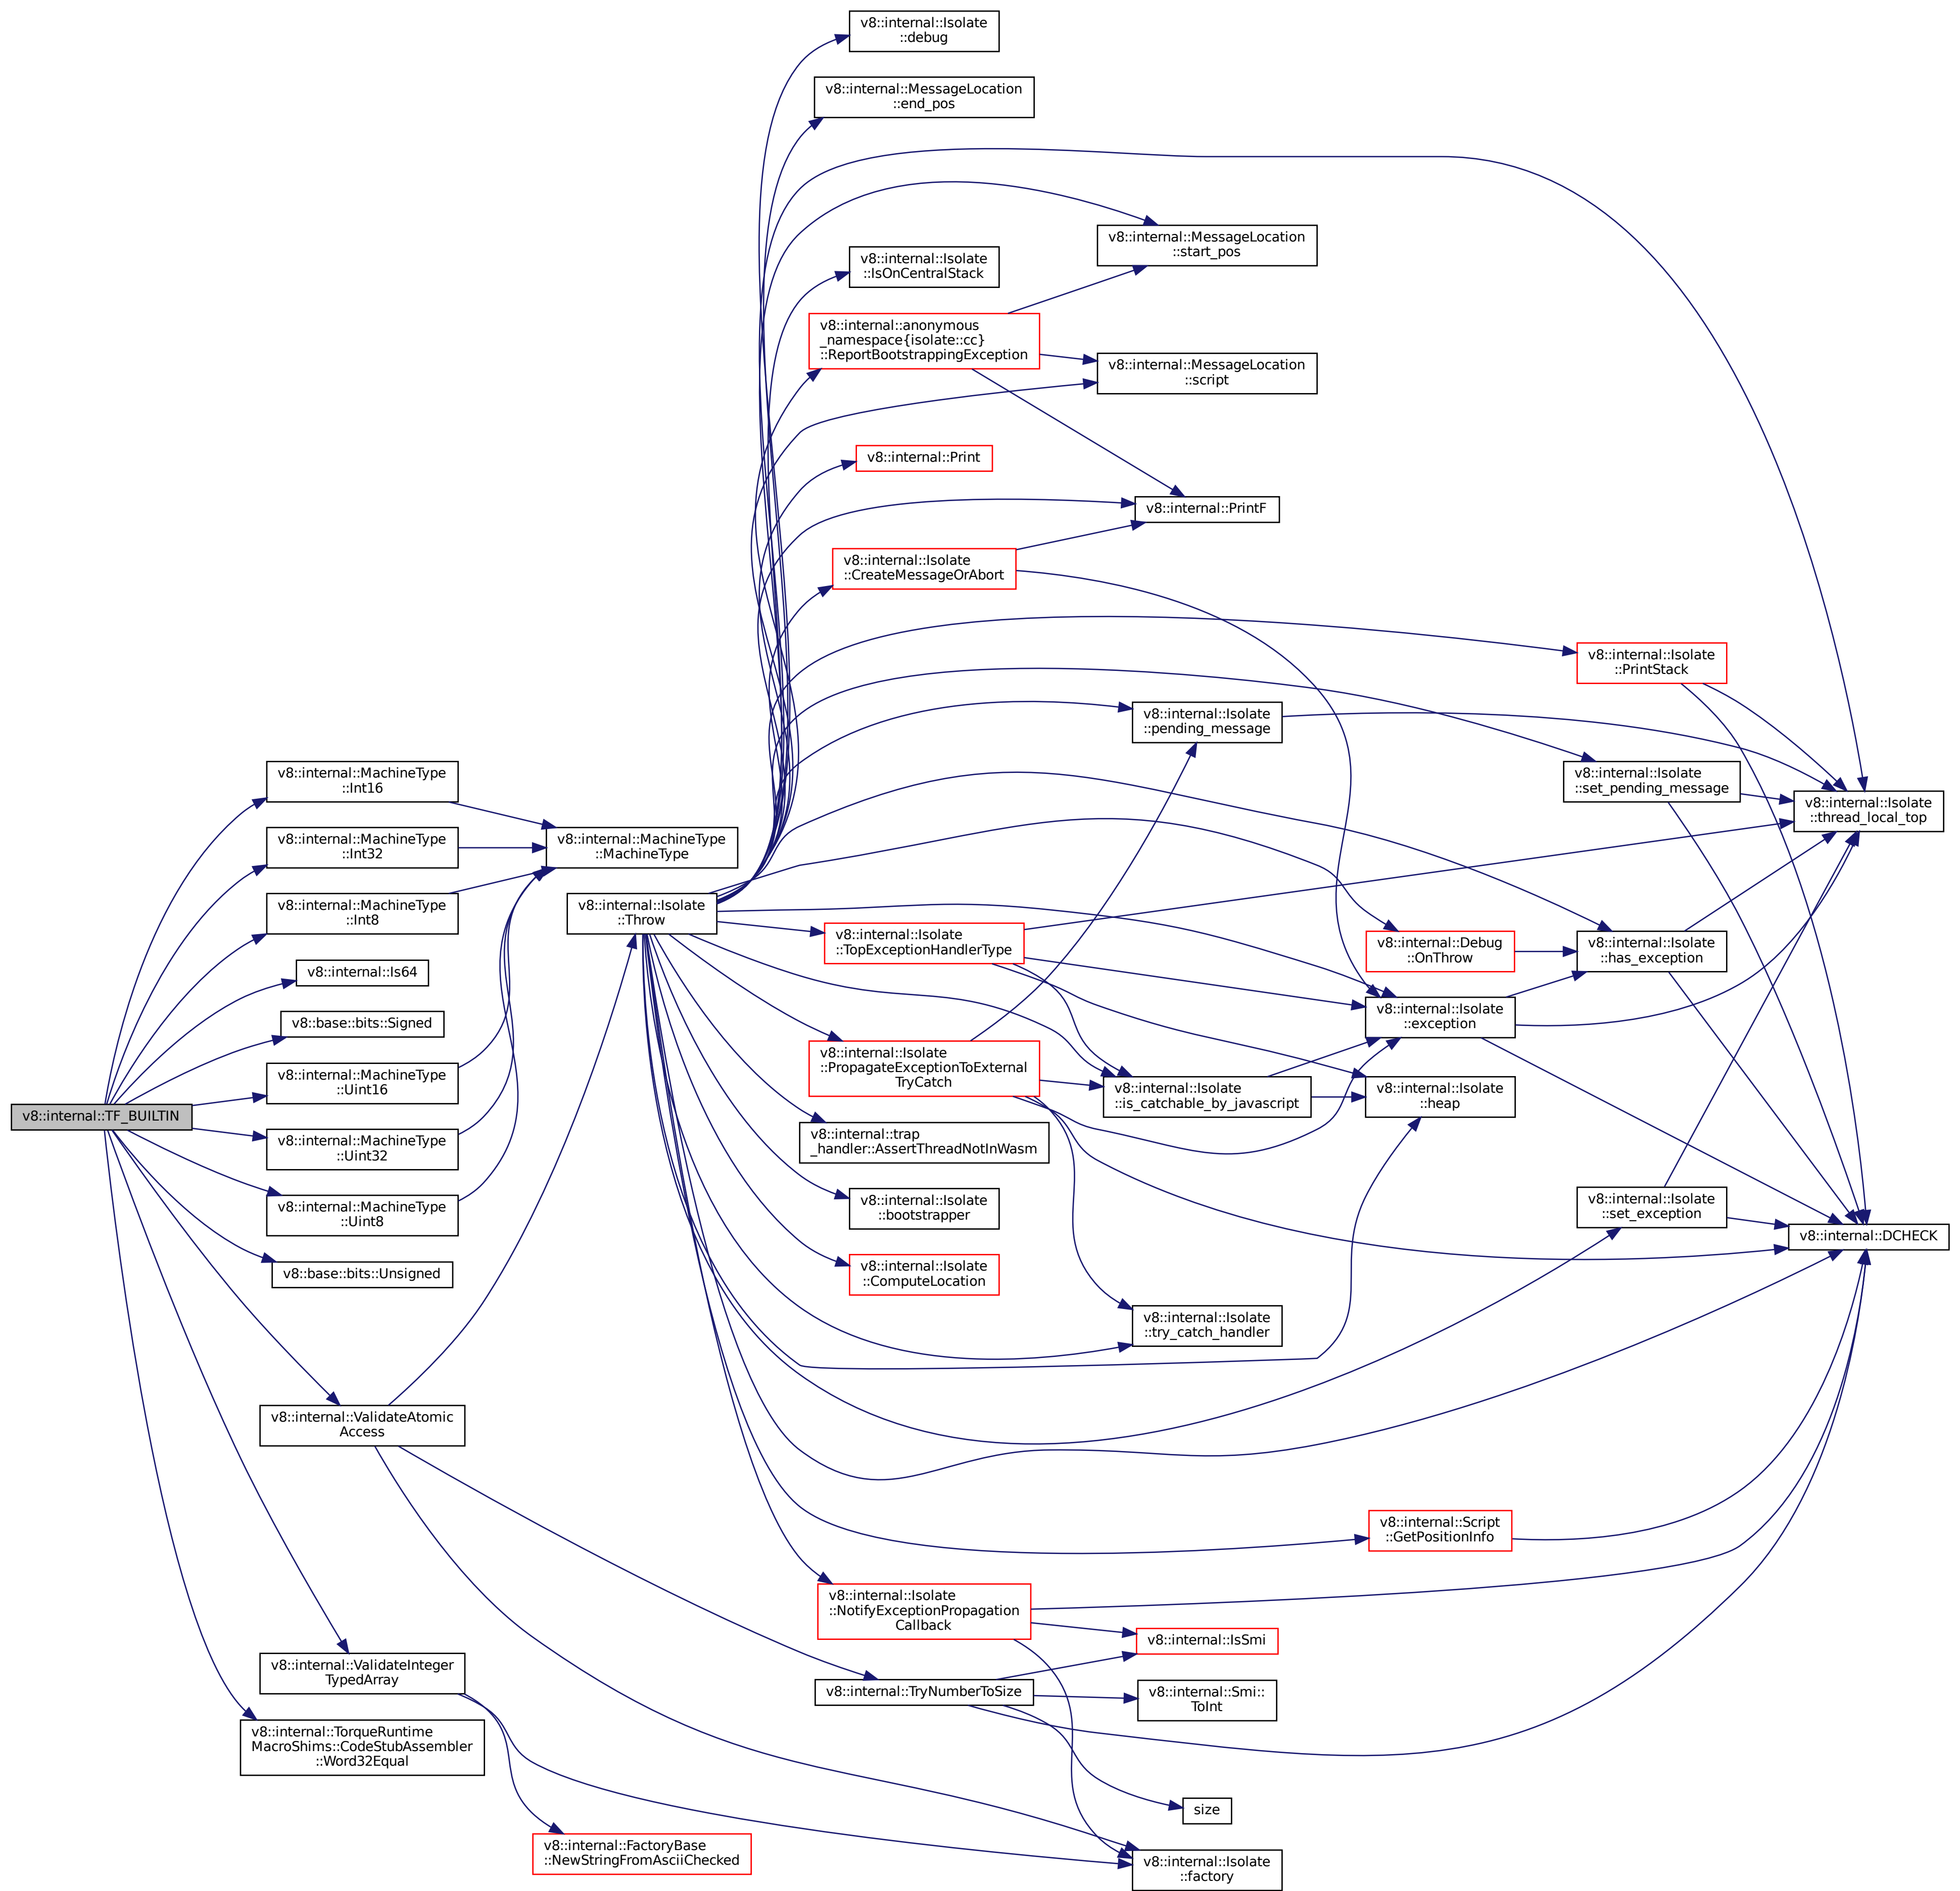 v8::internal::Isolate
::debug
v8::internal::MessageLocation
::end_pos
v8::internal::MessageLocation
::start_pos
v8::internal::Isolate
::IsOnCentralStack
v8::internal::anonymous
_namespace{isolate::cc}
::ReportBootstrappingException
v8::internal::MessageLocation
::script
v8::internal::Print
v8::internal::PrintF
v8::internal::Isolate
::CreateMessageOrAbort
v8::internal::Isolate
::PrintStack
v8::internal::Isolate
::pending_message
v8::internal::MachineType
::Int16
v8::internal::Isolate
::set_pending_message
v8::internal::Isolate
::thread_local_top
v8::internal::MachineType
::Int32
v8::internal::MachineType
::MachineType
v8::internal::MachineType
::Int8
v8::internal::Isolate
::Throw
v8::internal::Isolate
::TopExceptionHandlerType
v8::internal::Debug
::OnThrow
v8::internal::Isolate
::has_exception
v8::internal::Is64
v8::internal::Isolate
::exception
v8::base::bits::Signed
v8::internal::Isolate
::PropagateExceptionToExternal
TryCatch
v8::internal::MachineType
::Uint16
v8::internal::Isolate
::is_catchable_by_javascript
v8::internal::Isolate
::heap
v8::internal::TF_BUILTIN
v8::internal::MachineType
::Uint32
v8::internal::trap
_handler::AssertThreadNotInWasm
v8::internal::MachineType
::Uint8
v8::internal::Isolate
::bootstrapper
v8::internal::Isolate
::set_exception
v8::internal::DCHECK
v8::base::bits::Unsigned
v8::internal::Isolate
::ComputeLocation
v8::internal::Isolate
::try_catch_handler
v8::internal::ValidateAtomic
Access
v8::internal::Script
::GetPositionInfo
v8::internal::Isolate
::NotifyExceptionPropagation
Callback
v8::internal::IsSmi
v8::internal::ValidateInteger
TypedArray
v8::internal::TryNumberToSize
v8::internal::Smi::
ToInt
v8::internal::TorqueRuntime
MacroShims::CodeStubAssembler
::Word32Equal
size
v8::internal::FactoryBase
::NewStringFromAsciiChecked
v8::internal::Isolate
::factory